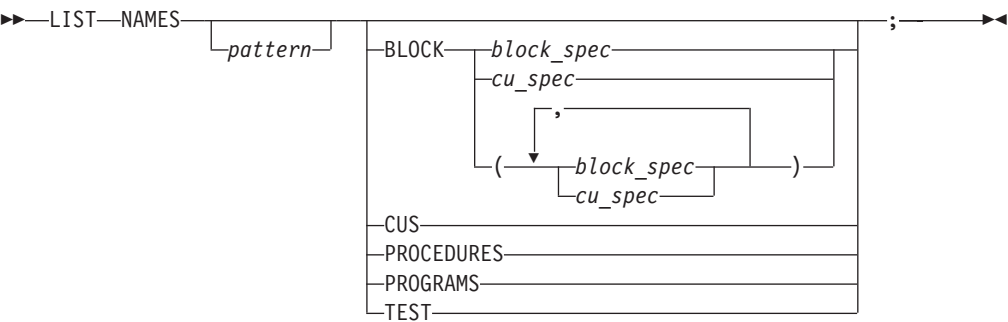 LIST NAMES ;
pattern BLOCK block_spec
cu_spec
,
( block_spec )
cu_spec
CUS
PROCEDURES
PROGRAMS
TEST